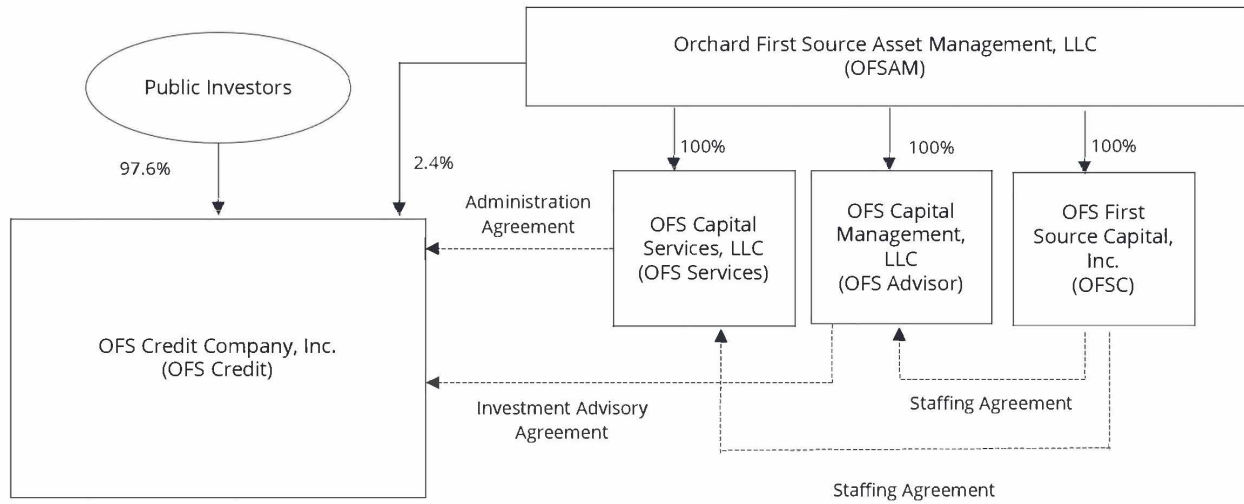 Orchard First Source Asset Management, LLC
(OFSAM)
Public Investors
97.6%
2.4%
100%
100%
100%
Administration
Agreement
OFS Capital
Services, LLC
(OFS Services)
OFS Capital
Management,
LLC
(OFS Advisor)
OFS First
Source Capital,
Inc.
(OFSC)
OFS Credit Company, Inc.
(OFS Credit)
Investment Advisory
Agreement
Staffing Agreement
Staffing Agreement